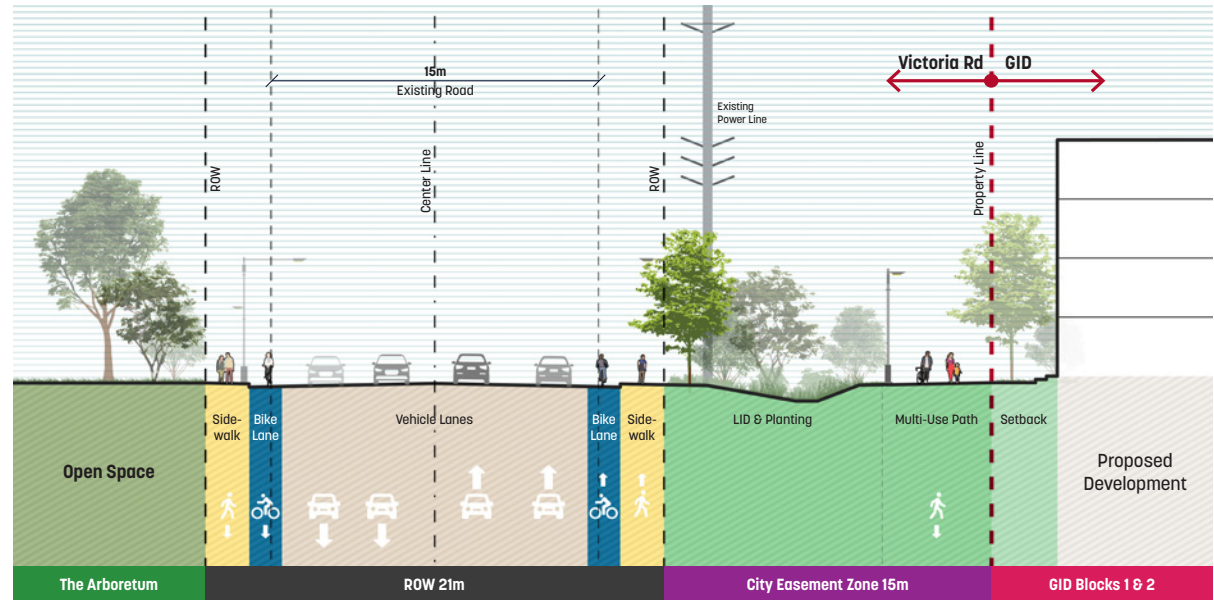 15m
Existing Road
Victoria Rd GID
Existing
Power Line
ROW
Center Line
ROW
Property Line
Side-
walk
Bike
Lane
Vehicle Lanes
Bike
Lane
Side-
walk
LID & Planting
Multi-Use Path
Setback
Open Space
Proposed
Development
The Arboretum
ROW 21m
City Easement Zone 15m
GID Blocks 1 & 2